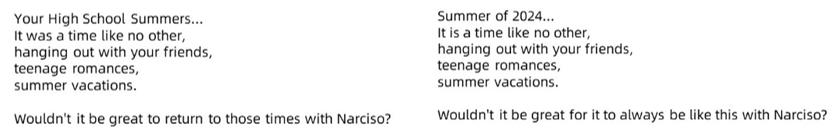 Your High School Summers...
It was a time like no other,
hanging out with your friends,
teenage romances,
summer vacations.
Wouldn't it be great to return to those times with Narciso?
Summer of 2024...
It is a time like no other,
hanging out with your friends,
teenage romances,
summer vacations.
Wouldn't it be great for it to always be like this with Narciso?